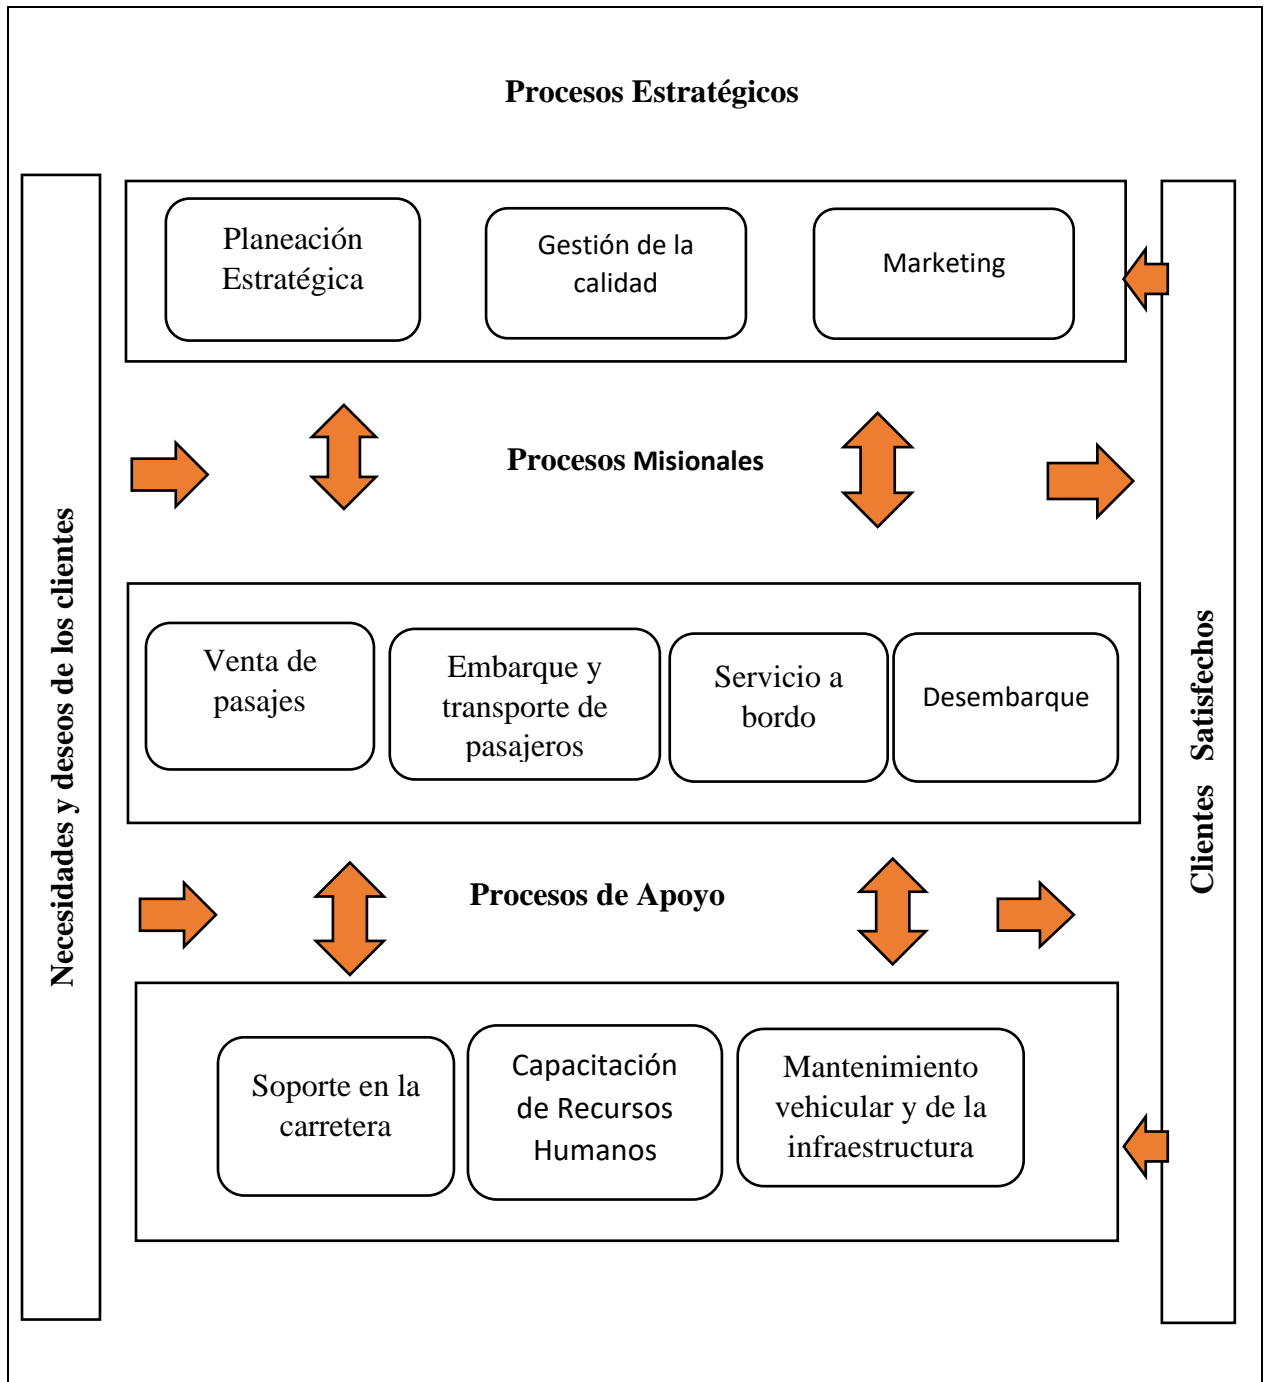 Procesos Estratégicos
Planeación
Estratégica
Gestión de la
calidad
Marketing
Procesos Misionales
Necesidades y deseos de los clientes
Venta de
pasajes
Embarque y
transporte de
pasajeros
Servicio a
bordo
Desembarque
Clientes Satisfechos
Procesos de Apoyo
Soporte en la
carretera
Capacitación
de Recursos
Humanos
Mantenimiento
vehicular y de la
infraestructura